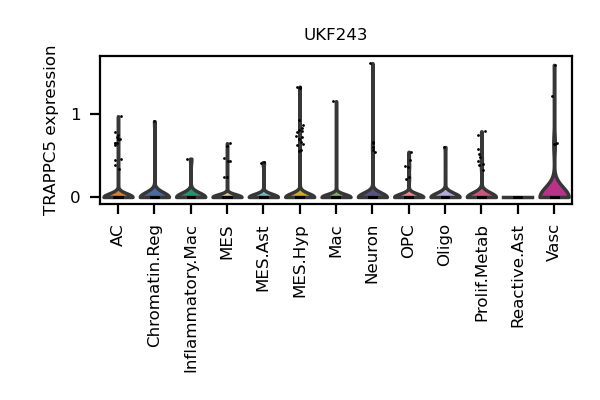 UKF243
TRAPPC5 expression
1
0
AC
Chromatin.Reg
Inflammatory.Mac
MES
MES.Ast
MES.Hyp
Mac
Neuron
OPC
Oligo
Prolif.Metab
Reactive.Ast
Vasc